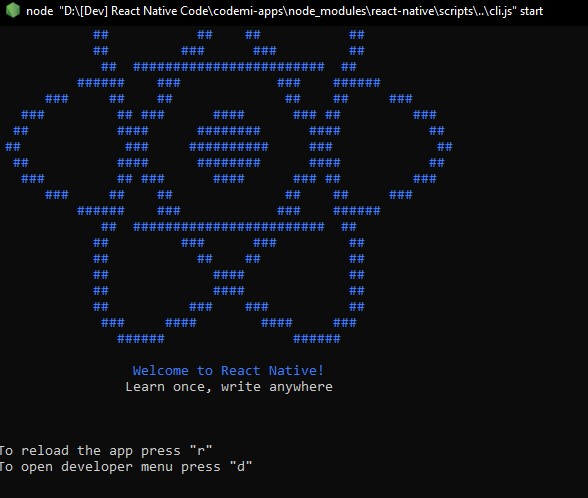 node "D:\[Dev] React Native Code\codemi-apps\node_modules\react-native\scripts\..\cli.js" start
Welcome to React Native!
Learn once, write anywhere
To reload the app press "r"
To open developer menu press "d"